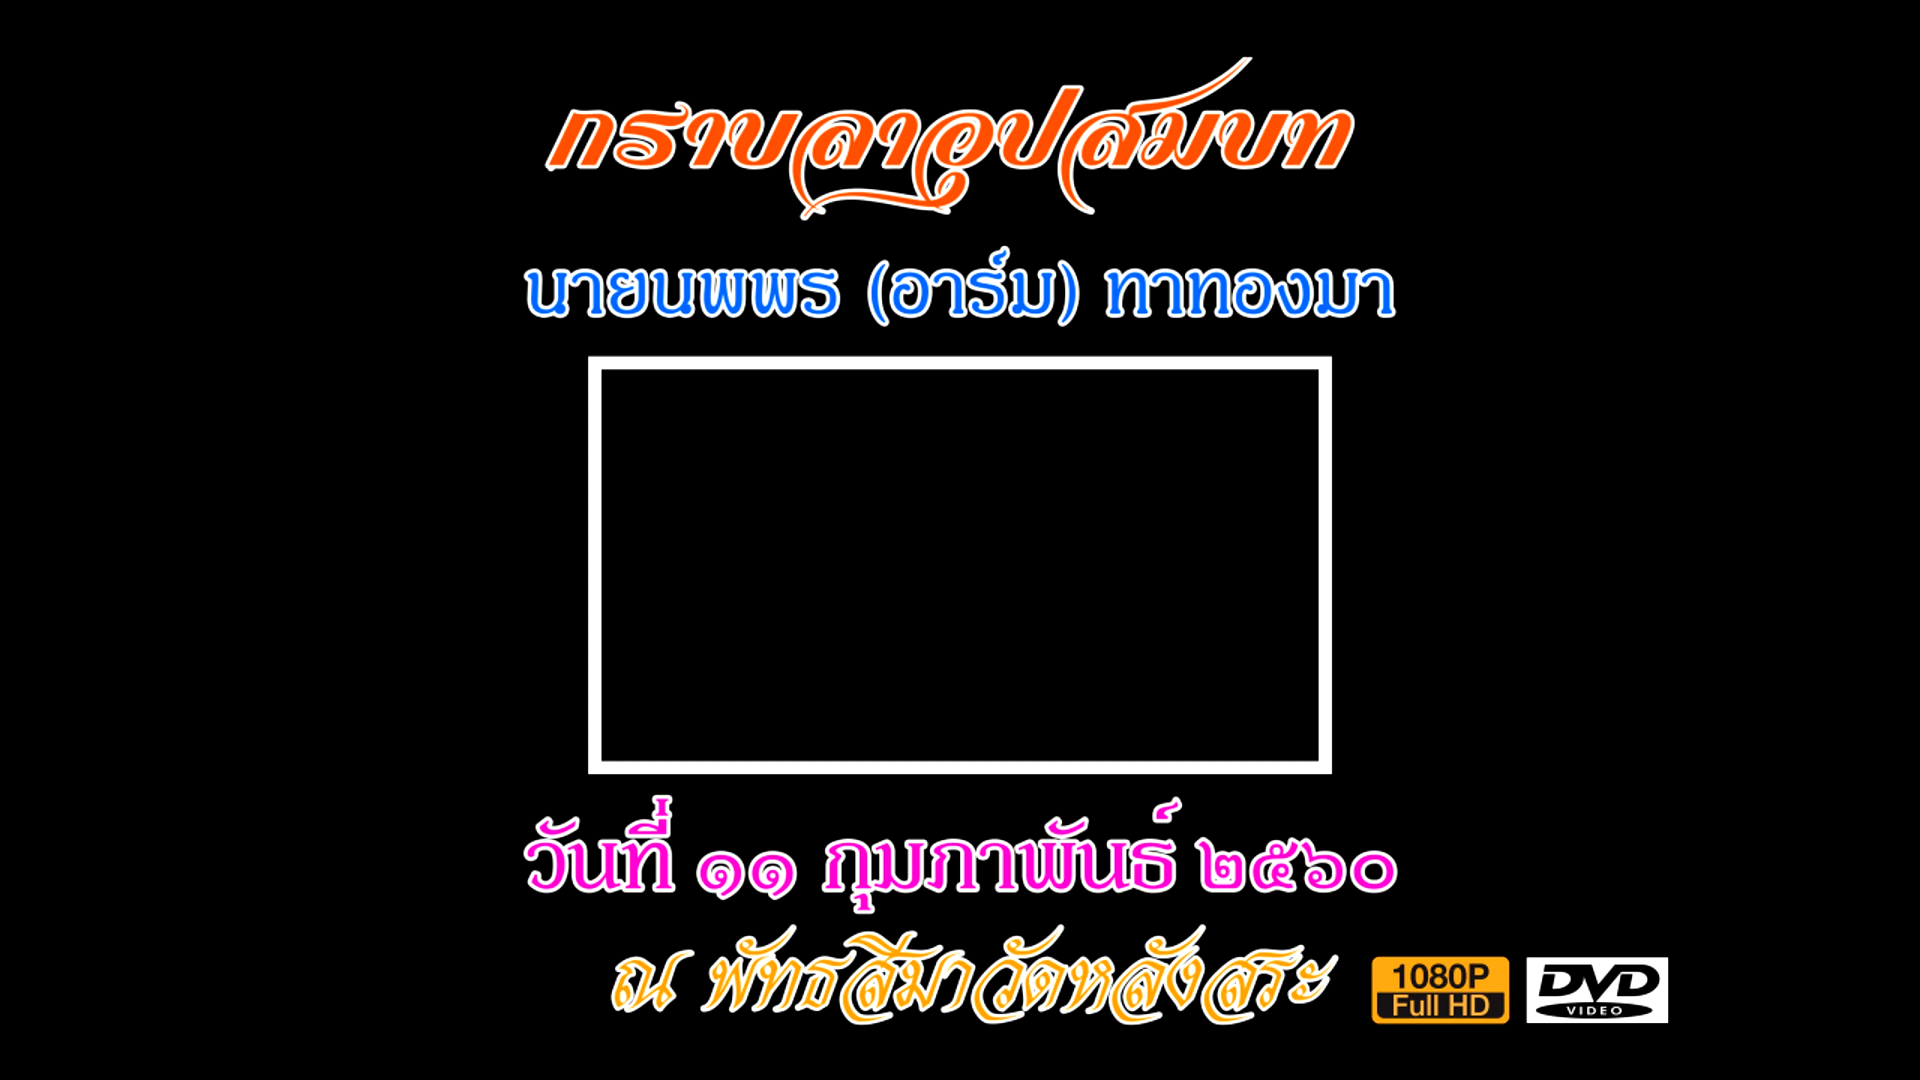 กราบลาอุปสมบท
นายนพพร (อาร์ม) ทาทองมา
วันที่ ๑๑ กุมภาพันธ์ ๒๕๖๐
ณ พัทธสีมาวัดหลังสระ
1080P
Full HD
DVD
VIDEO